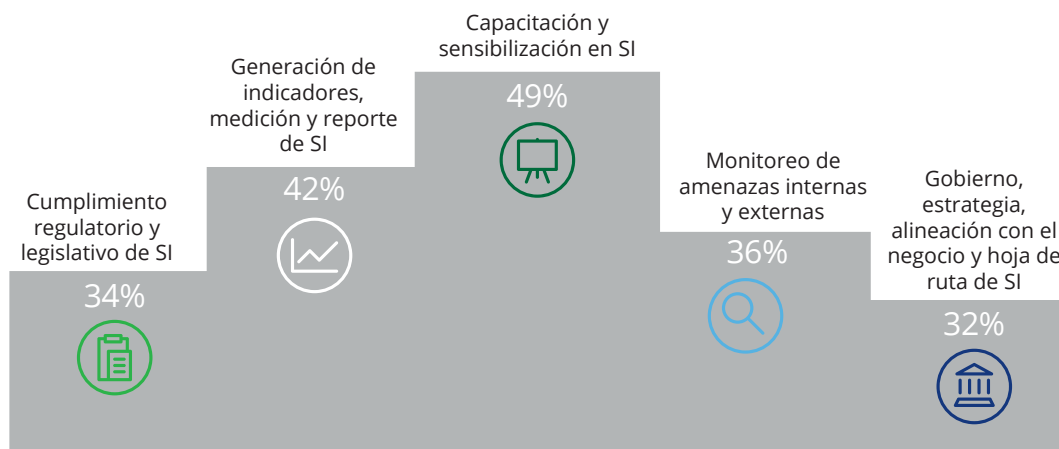 Cumplimiento
regulatorio y
legislativo de SI
34%
Generación de
indicadores,
medición y reporte
de SI
42%
Capacitación y
sensibilización en SI
49%
Monitoreo de
amenazas internas
y externas
36%
Gobierno,
estrategia,
alineación con el
negocio y hoja de
ruta de SI
32%